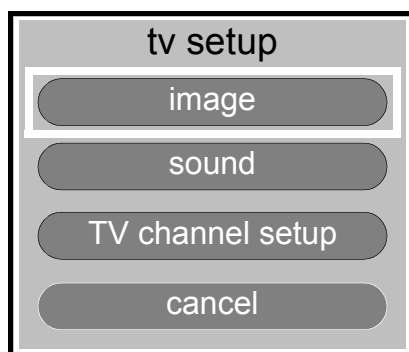 tv setup
image
sound
TV channel setup
cancel